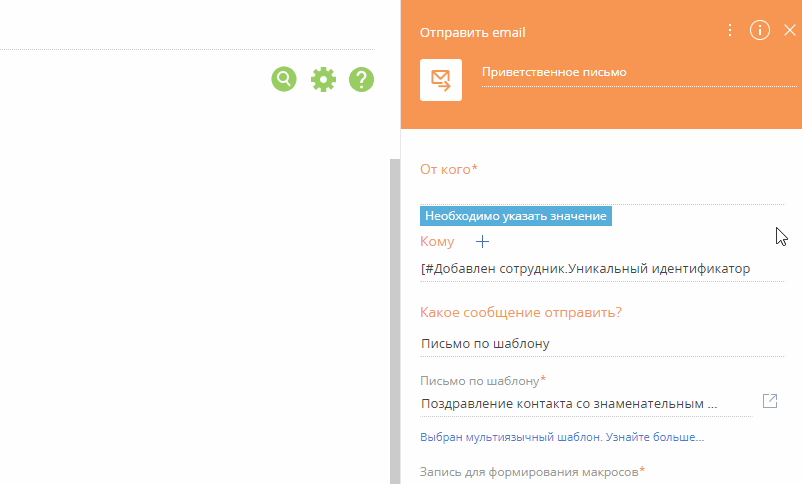 Отправить email
Приветственное письмо
От кого*
Необходимо указать значение
Кому
[#Добавлен сотрудник.Уникальный идентификатор
Какое сообщение отправить?
Письмо по шаблону
Письмо по шаблону*
Поздравление контакта со знаменательным ...
Выбран мультиязычный шаблон. Узнайте больше...
Запись для формирования макросов*